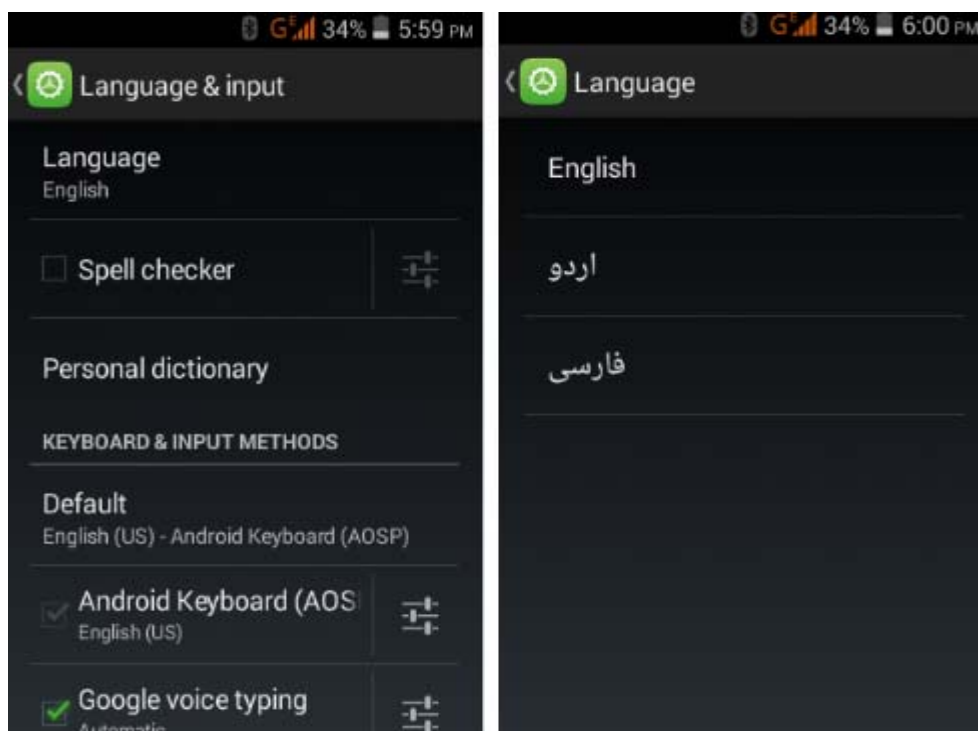 34% 5:59 PM
Language & input
Language
English
Spell checker
Personal dictionary
KEYBOARD & INPUT METHODS
Default
English (US) - Android Keyboard (AOSP)
Android Keyboard (AOS
English (US)
Google voice typing
Automatic
G E 34% 6:00 PM
Language
English
اردو
فارسی